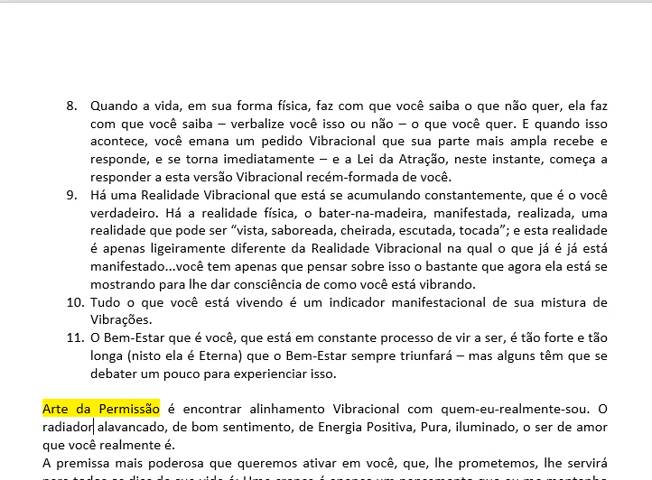 8. Quando a vida, em sua forma física, faz com que você saiba o que não quer, ela faz
com que você saiba – verbalize você isso ou não – o que você quer. E quando isso
acontece, você emana um pedido Vibracional que sua parte mais ampla recebe e
responde, e se torna imediatamente – e a Lei da Atração, neste instante, começa a
responder a esta versão Vibracional recém-formada de você.
9. Há uma Realidade Vibracional que está se acumulando constantemente, que é o você
verdadeiro. Há a realidade física, o bater-na-madeira, manifestada, realizada, uma
realidade que pode ser “vista, saboreada, cheirada, escutada, tocada”; e esta realidade
é apenas ligeiramente diferente da Realidade Vibracional na qual o que já é já está
manifestado...você tem apenas que pensar sobre isso o bastante que agora ela está se
mostrando para lhe dar consciência de como você está vibrando.
10. Tudo o que você está vivendo é um indicador manifestacional de sua mistura de
Vibrações.
11. O Bem-Estar que é você, que está em constante processo de vir a ser, é tão forte e tão
longa (nisto ela é Eterna) que o Bem-Estar sempre triunfará – mas alguns têm que se
debater um pouco para experienciar isso.
Arte da Permissão é encontrar alinhamento Vibracional com quem-eu-realmente-sou. O
radiador alavancado, de bom sentimento, de Energia Positiva, Pura, iluminado, o ser de amor
que você realmente é.
A premissa mais poderosa que queremos ativar em você, que, lhe prometemos, lhe servirá